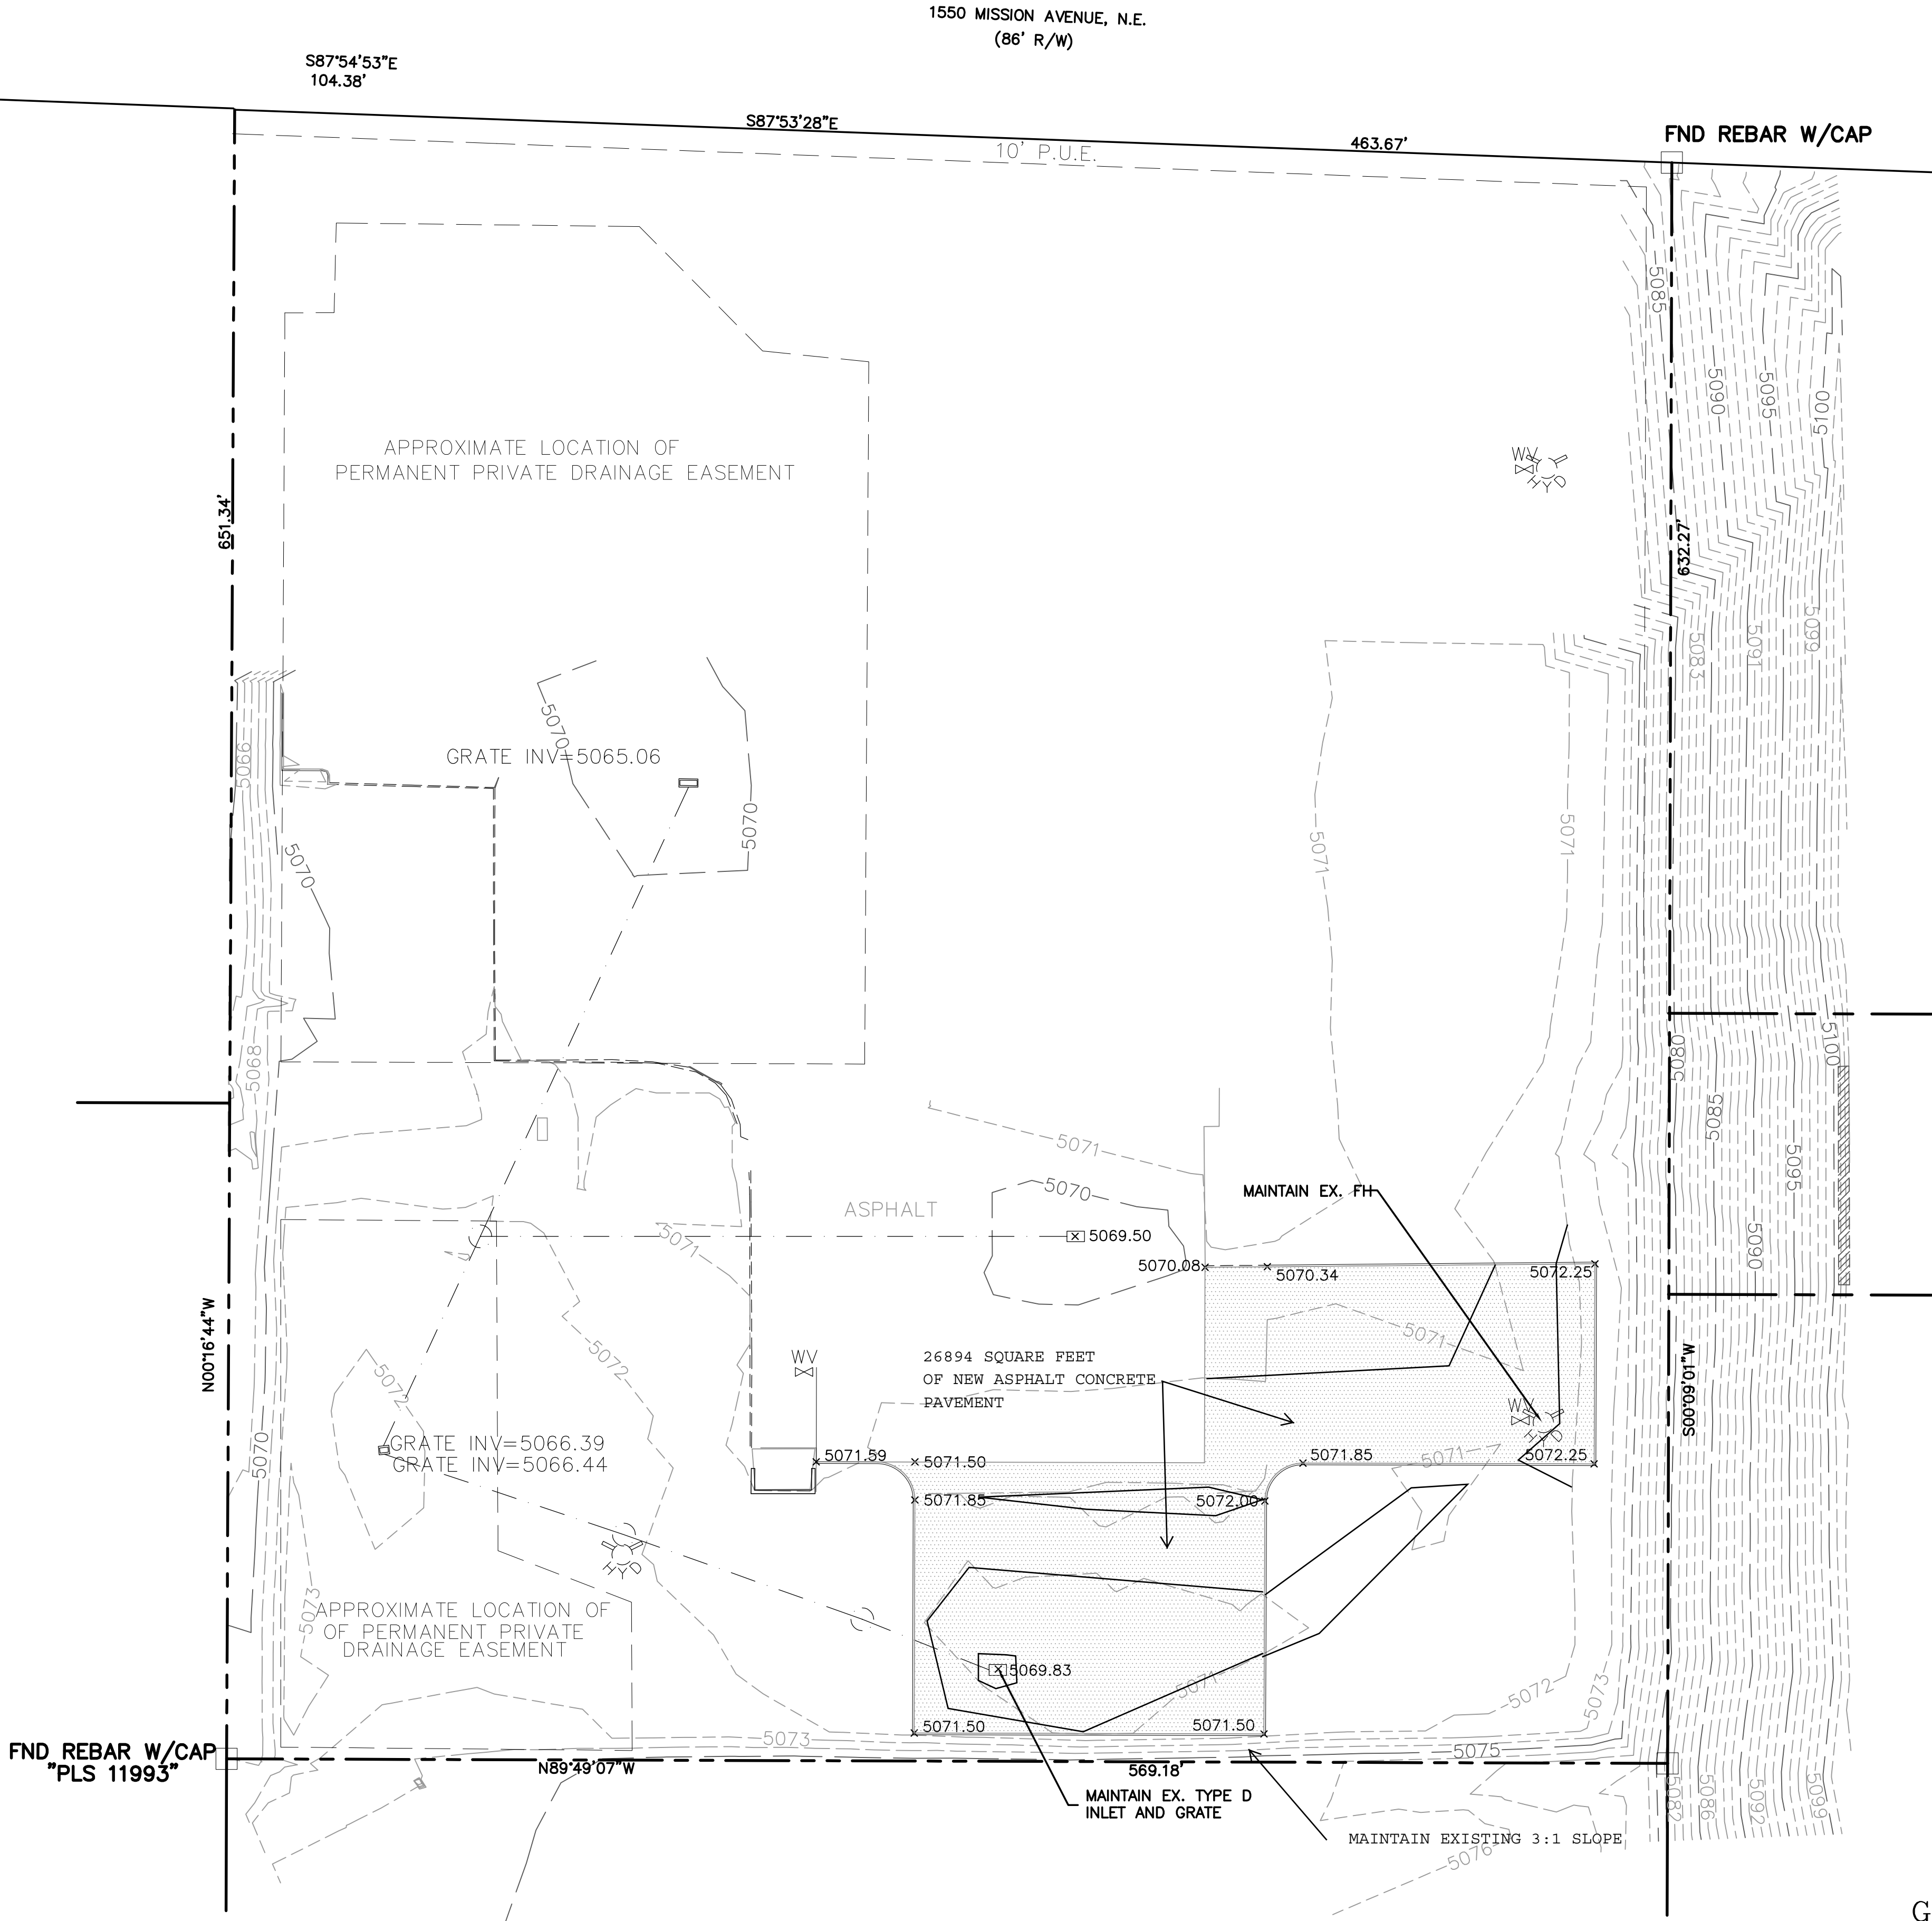 1550 MISSION AVENUE, N.E.
(86' R/W)
S87°54'53"E
104.38'
S87°53'28"E
463.67'
10' P.U.E.
FND REBAR W/CAP
5085
5090
5095
5100
APPROXIMATE LOCATION OF
PERMANENT PRIVATE DRAINAGE EASEMENT
WV
HYD
651.34'
632.27'
5083
5091
5099
5070
GRATE INV=5065.06
5066
5070
5070
5071
5071
5068
5080
5100
5085
5071
5095
5070
MAINTAIN EX. FH
ASPHALT
5069.50
5071
5090
5070.08
5070.34
5072.25
N00°16'44"W
5072
5072
5071
WV
26894 SQUARE FEET
OF NEW ASPHALT CONCRETE
PAVEMENT
S00°09'01"W
WV
HYD
GRATE INV=5066.39
GRATE INV=5066.44
5070
5071.59
5071.50
5071.85
5071
5072.25
5071.85
5072.00
HYD
5073
APPROXIMATE LOCATION OF
OF PERMANENT PRIVATE
DRAINAGE EASEMENT
5069.83
5071
5072
5073
5071.50
5071.50
5073
5075
FND REBAR W/CAP
"PLS 11993"
N89°49'07"W
569.18'
MAINTAIN EX. TYPE D
INLET AND GRATE
5082
5086
5092
5099
MAINTAIN EXISTING 3:1 SLOPE
5076
G